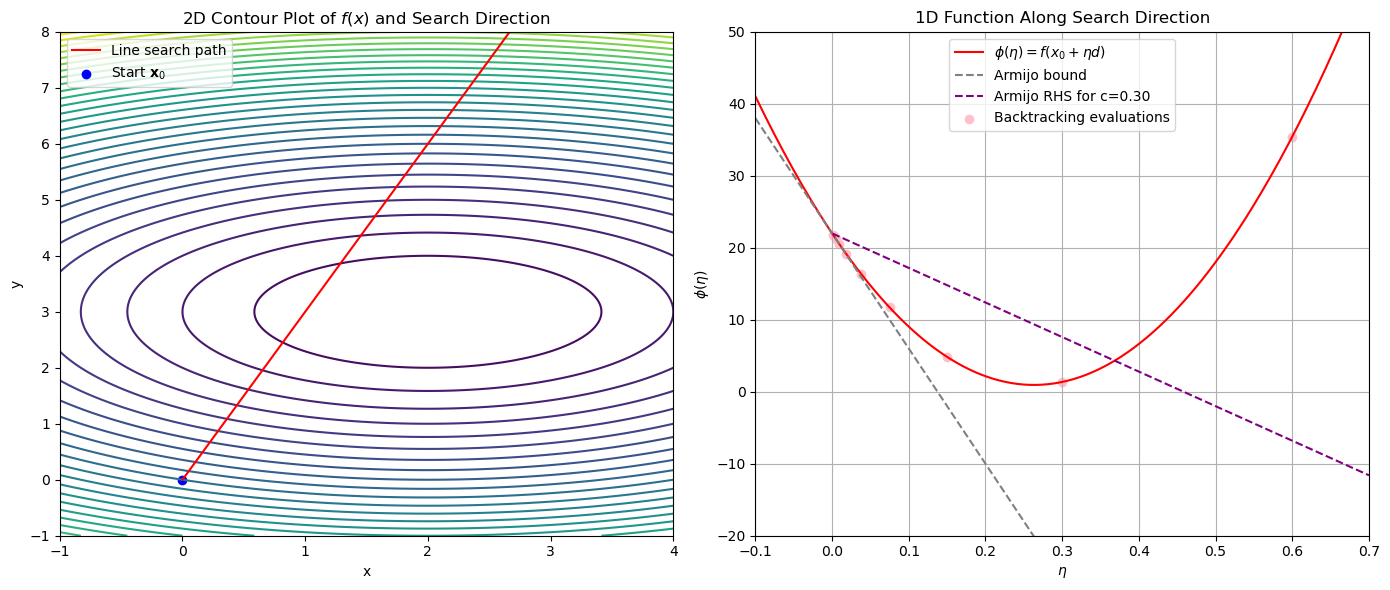 2D Contour Plot of f(x) and Search Direction
Line search path
Start x₀
8
7
6
5
4
3
2
1
0
−1
y
−1
0
1
2
3
4
x
1D Function Along Search Direction
ϕ(η) = f(x₀ + ηd)
Armijo bound
Armijo RHS for c=0.30
Backtracking evaluations
50
40
30
20
10
0
−10
−20
ϕ(η)
−0.1
0.0
0.1
0.2
0.3
0.4
0.5
0.6
0.7
η